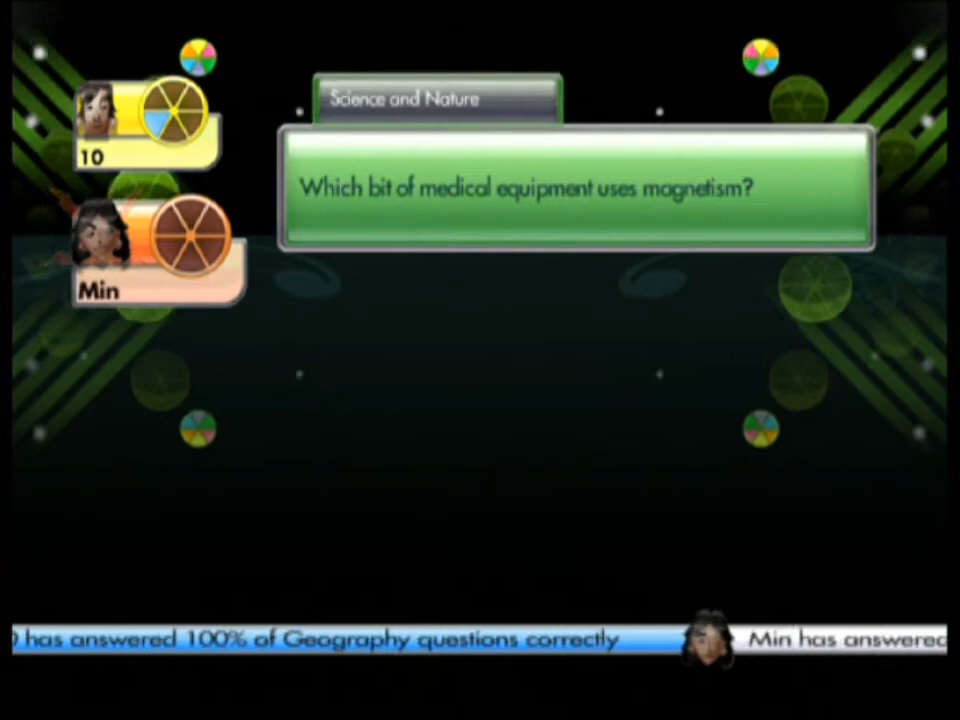 Science and Nature
10
Which bit of medical equipment uses magnetism?
Min
has answered 100% of Geography questions correctly
Min has answered